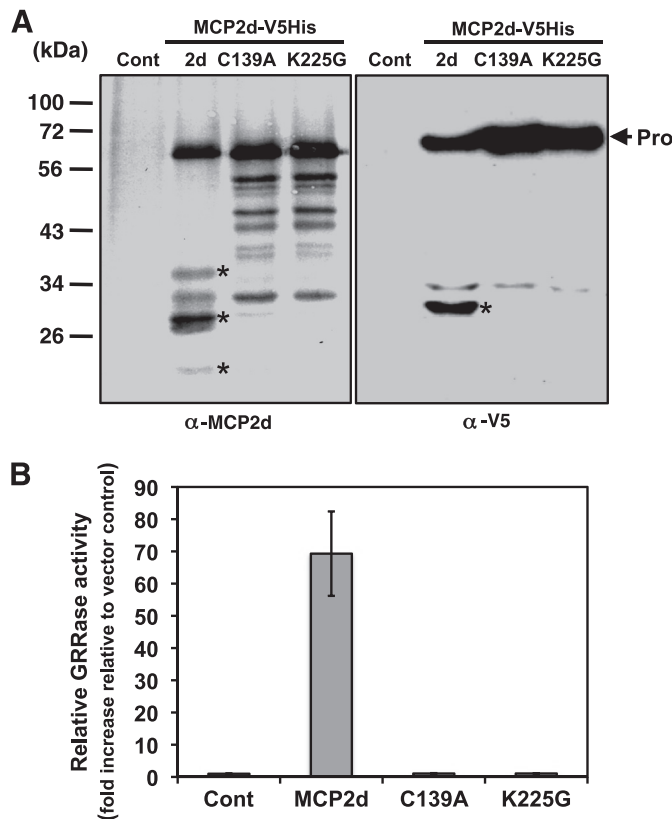 A
(kDa)
MCP2d-V5His
MCP2d-V5His
Cont 2d C139A K225G
Cont 2d C139A K225G
100
72
56
43
34
26
*
*
*
*
Pro
α-MCP2d
α-V5
B
Relative GRRase activity
(fold increase relative to vector control)
90
80
70
60
50
40
30
20
10
0
Cont MCP2d C139A K225G